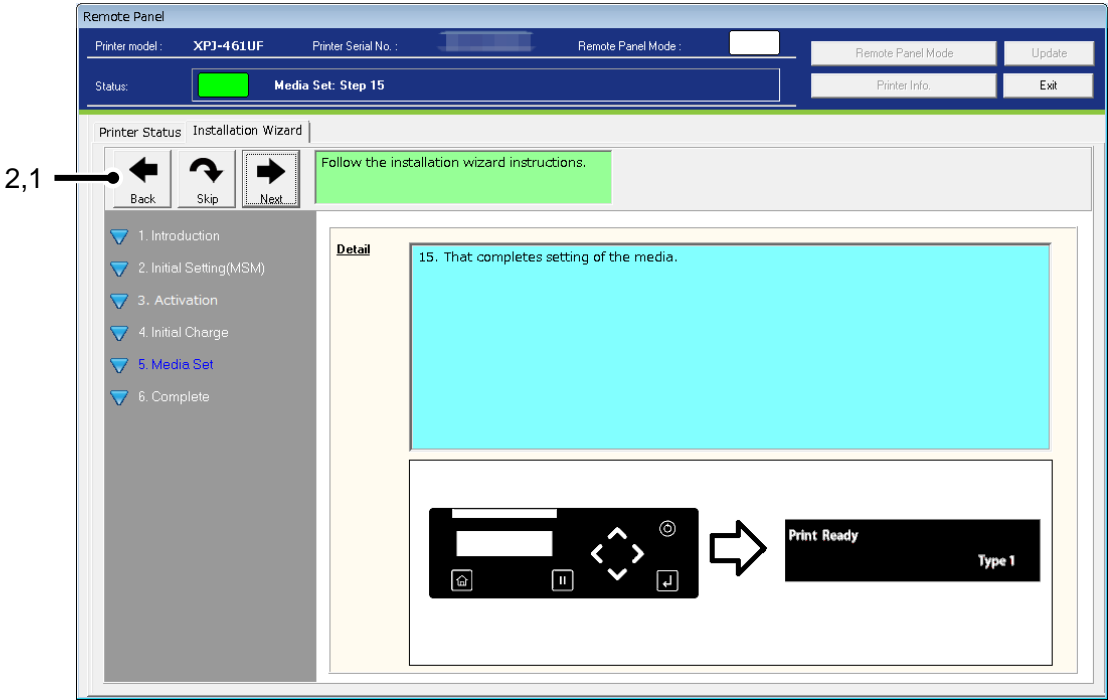 Remote Panel
Printer model : XPJ-461UF Printer Serial No. : Remote Panel Mode : Remote Panel Mode Update
Status: Media Set: Step 15 Printer Info. Exit
Printer Status Installation Wizard
2,1
Back Skip Next Follow the installation wizard instructions.
1. Introduction
2. Initial Setting(MSM)
3. Activation
4. Initial Charge
5. Media Set
6. Complete
Detail
15. That completes setting of the media.
Print Ready
Type 1